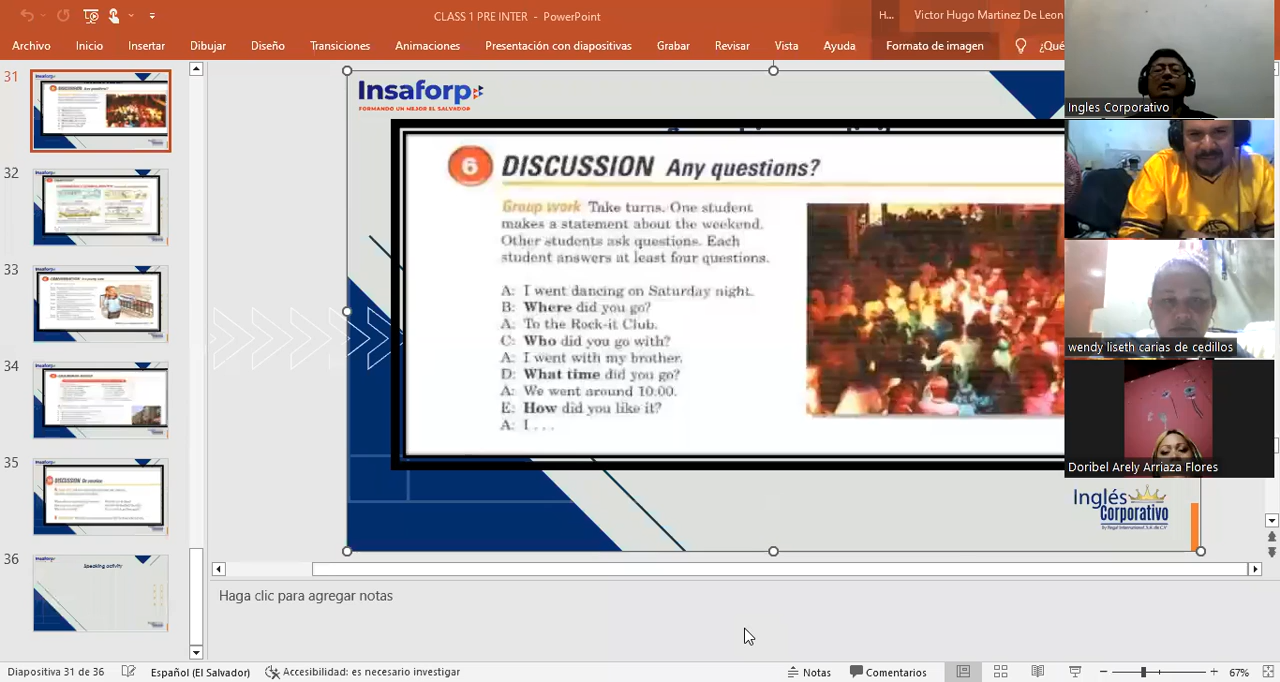 CLASS 1 PRE INTER - PowerPoint
H...
Victor Hugo Martinez De Leon
Archivo Inicio Insertar Dibujar Diseño Transiciones Animaciones Presentación con diapositivas Grabar Revisar Vista Ayuda Formato de imagen ¿Qué
31
32
33
34
35
36
Speaking activity
Insaforp
FORMANDO UN MEJOR EL SALVADOR
6 DISCUSSION Any questions?
Group work Take turns. One student
makes a statement about the weekend.
Other students ask questions. Each
student answers at least four questions.
A: I went dancing on Saturday night.
B: Where did you go?
A: To the Rock-it Club.
C: Who did you go with?
A: I went with my brother.
D: What time did you go?
A: We went around 10:00.
E: How did you like it?
A: I . . .
Inglés
Corporativo
Ingles Corporativo
wendy liseth carias de cedillos
Doribel Arely Arriaza Flores
Haga clic para agregar notas
Diapositiva 31 de 36 Español (El Salvador) Accesibilidad: es necesario investigar Notas Comentarios 67%